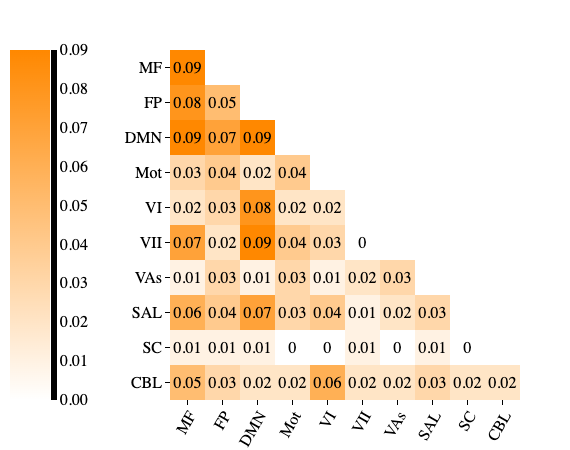 0.09
0.08
0.07
0.06
0.05
0.04
0.03
0.02
0.01
0.00
MF 0.09
FP 0.08 0.05
DMN 0.09 0.07 0.09
Mot 0.03 0.04 0.02 0.04
VI 0.02 0.03 0.08 0.02 0.02
VII 0.07 0.02 0.09 0.04 0.03 0
VAs 0.01 0.03 0.01 0.03 0.01 0.02 0.03
SAL 0.06 0.04 0.07 0.03 0.04 0.01 0.02 0.03
SC 0.01 0.01 0.01 0 0 0.01 0 0.01 0
CBL 0.05 0.03 0.02 0.02 0.06 0.02 0.02 0.03 0.02 0.02
MF FP DMN Mot VI VII VAs SAL SC CBL